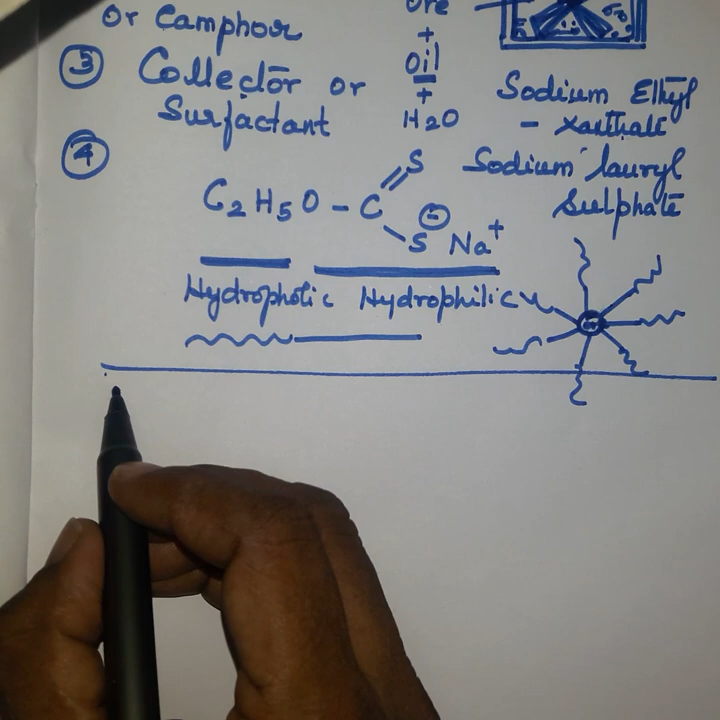 or Camphor
Ore
+
Oil
+
H2O
③ Collector or
Surfactant
Sodium Ethyl
- xanthate
④
Sodium lauryl
sulphate
S
C2H5O - C
S⊖ Na+
Hydropholic Hydrophilic